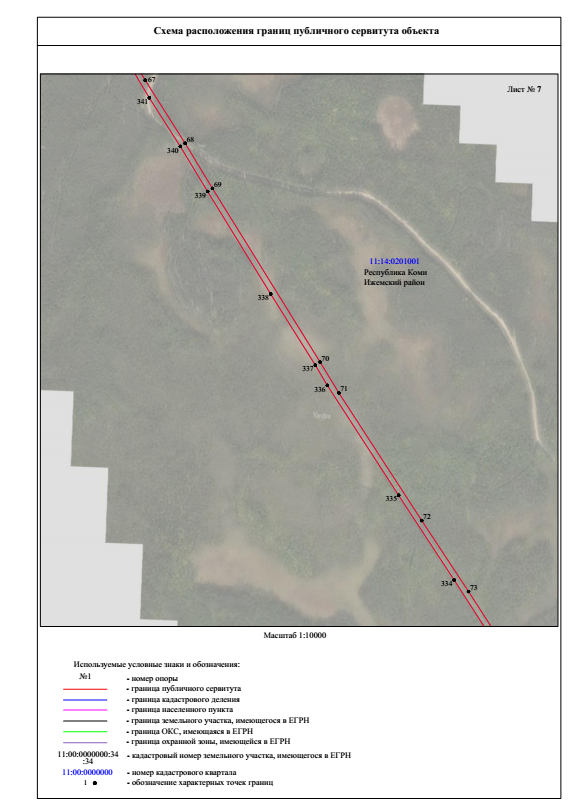 Схема расположения границ публичного сервитута объекта
Лист № 7
67
341
68
340
69
339
11:14:0201001
Республика Коми
Ижемский район
338
70
337
336
71
335
72
334
73
Масштаб 1:10000
Используемые условные знаки и обозначения:
№1 - номер опоры
- граница публичного сервитута
- граница кадастрового деления
- граница населенного пункта
- граница земельного участка, имеющегося в ЕГРН
- граница ОКС, имеющаяся в ЕГРН
- граница охранной зоны, имеющейся в ЕГРН
11:00:0000000:34
:34
- кадастровый номер земельного участка, имеющегося в ЕГРН
11:00:0000000 - номер кадастрового квартала
1 - обозначение характерных точек границ